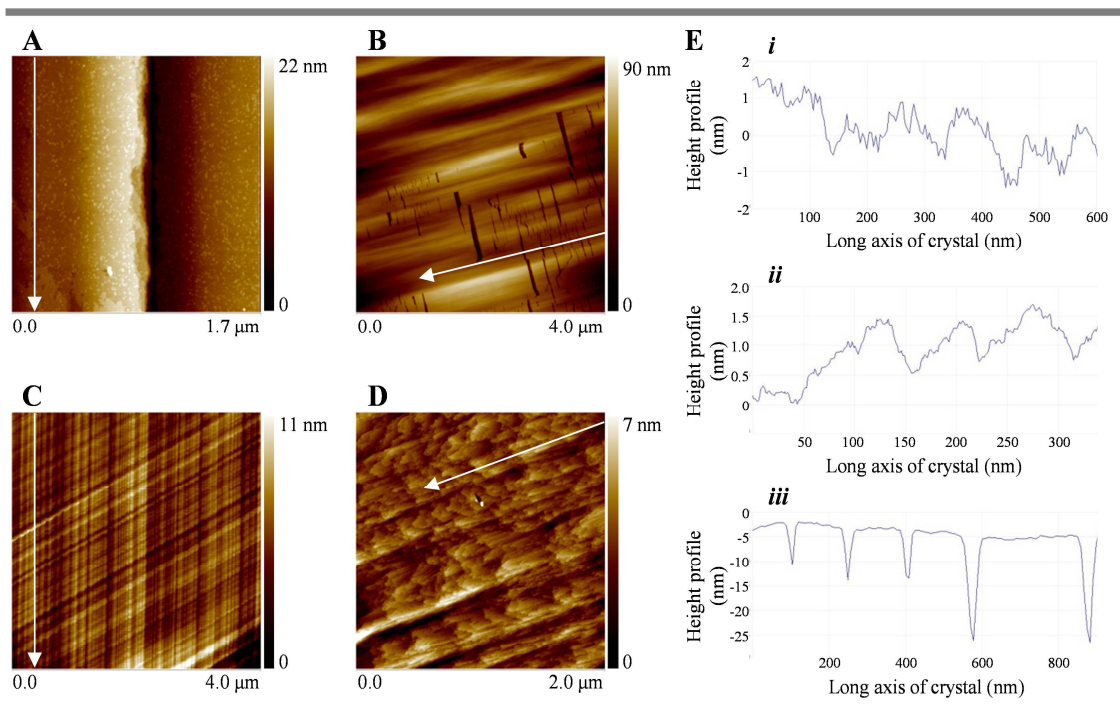 A
22 nm
0
0.0
1.7 µm
B
90 nm
0
0.0
4.0 µm
C
11 nm
0
0.0
4.0 µm
D
7 nm
0
0.0
2.0 µm
E
i
2
1
0
-1
-2
Height profile
(nm)
100 200 300 400 500 600
Long axis of crystal (nm)
ii
2.0
1.5
1.0
0.5
0
Height profile
(nm)
50 100 150 200 250 300
Long axis of crystal (nm)
iii
0
-5
-10
-15
-20
-25
Height profile
(nm)
200 400 600 800
Long axis of crystal (nm)